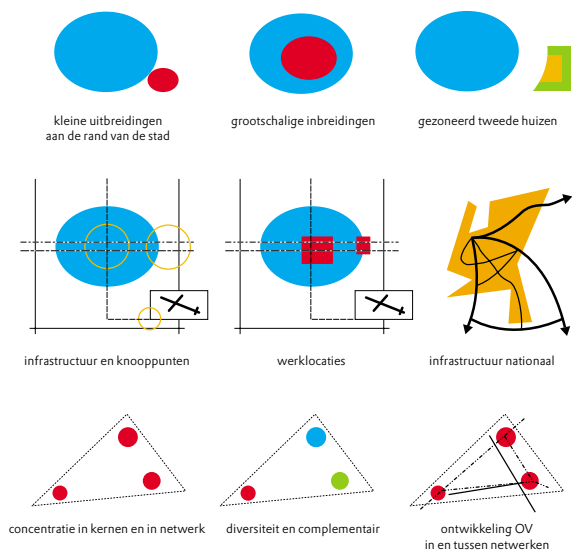 kleine uitbreidingen
aan de rand van de stad
grootschalige inbreidingen
gezoneerd tweede huizen
infrastructuur en knooppunten
werklocaties
infrastructuur nationaal
concentratie in kernen en in netwerk
diversiteit en complementair
ontwikkeling OV
in en tussen netwerken